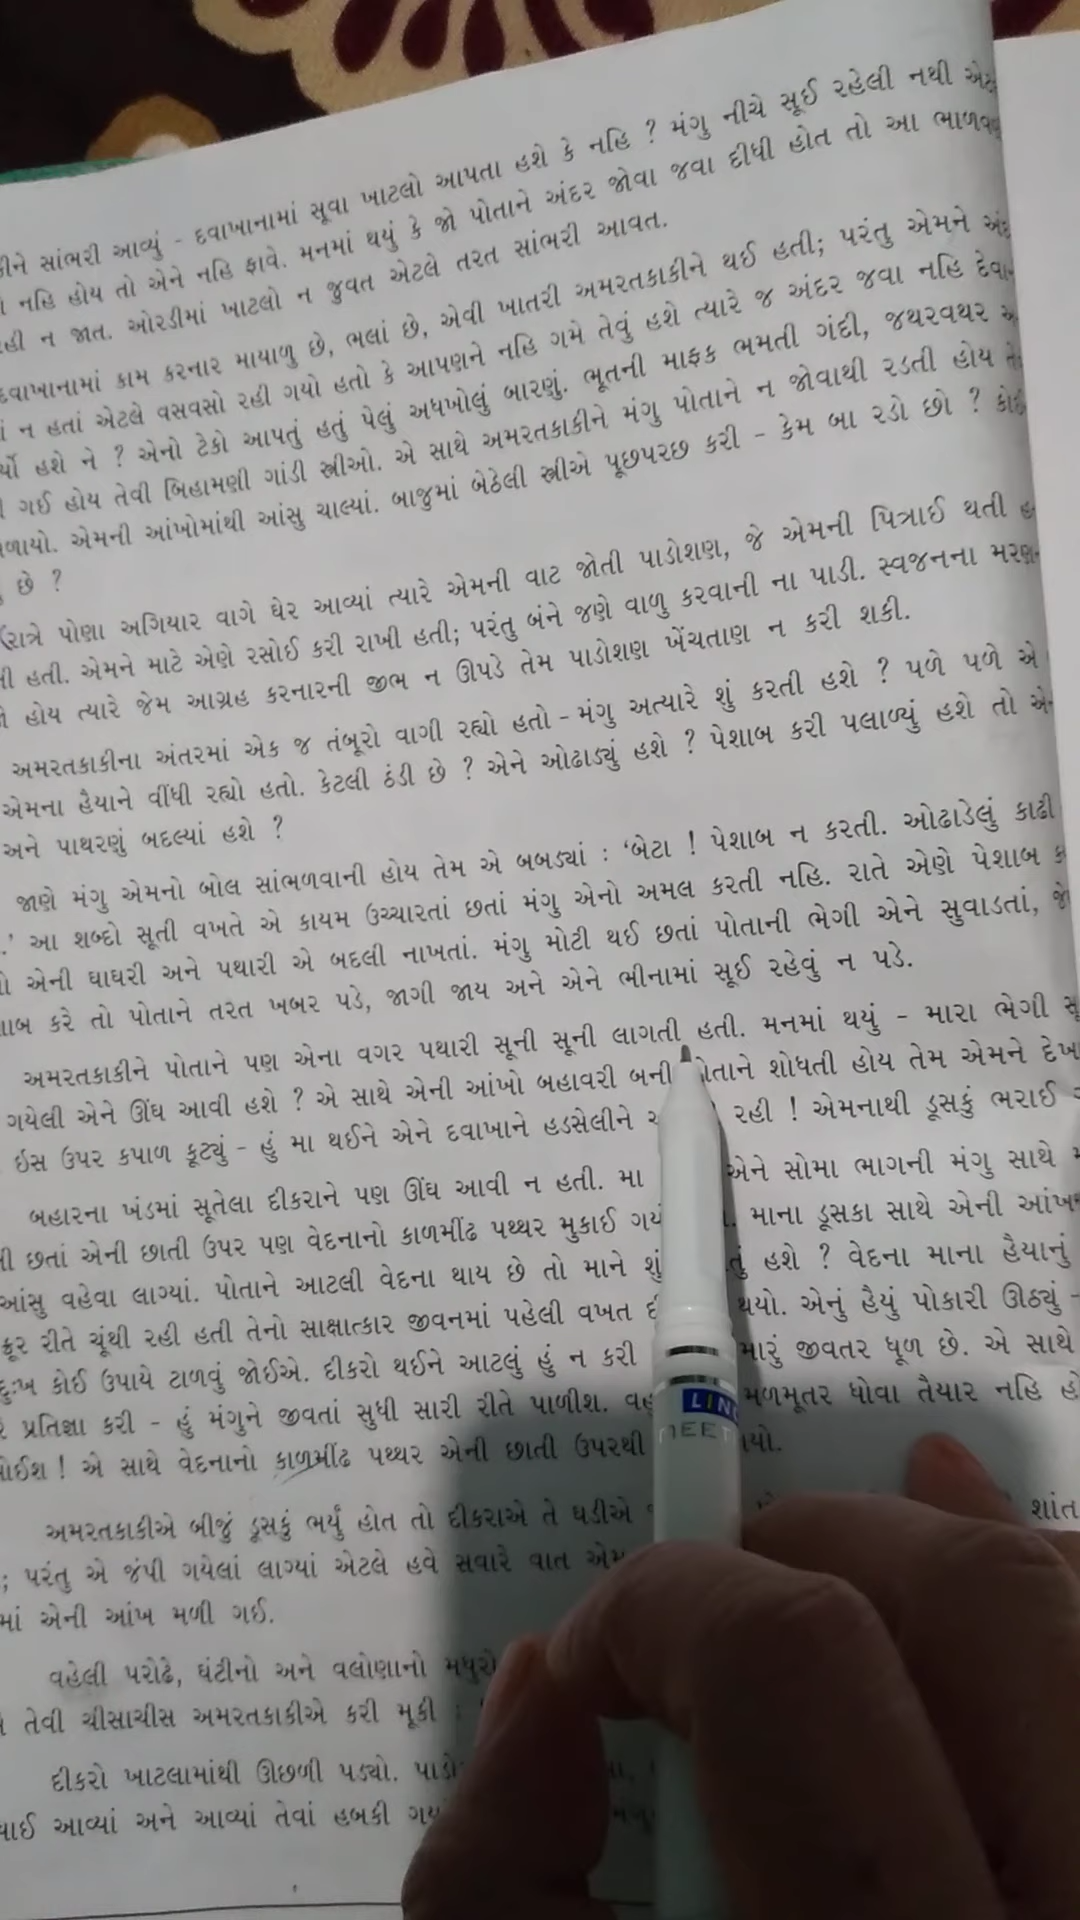 સાંભરી આવ્યું - દવાખાનામાં સૂવા ખાટલો આપતા હશે કે નહિ ? મંગુ નીચે સૂઈ રહેલી નથી
નહિ હોય તો એને નહિ ફાવે. મનમાં થયું કે જો પોતાને અંદર જોવા જવા દીધી હોત તો આ
ન જાત. ઓરડીમાં ખાટલો ન જુવત એટલે તરત સાંભરી આવત.
દવાખાનામાં કામ કરનાર માયાળુ છે, ભલાં છે, એવી ખાતરી અમરતકાકીને થઈ હતી; પરંતુ એમને
ન હતાં એટલે વસવસો રહી ગયો હતો કે આપણને નહિ ગમે તેવું હશે ત્યારે જ અંદર જવા નહિ
હશે ને ? એનો ટેકો આપતું હતું પેલું અધખોલું બારણું. ભૂતની માફક ભમતી ગંદી, જથરવથર
ગઈ હોય તેવી બિહામણી ગાંડી સ્ત્રીઓ. એ સાથે અમરતકાકીને મંગુ પોતાને ન જોવાથી રડતી હોય
એમની આંખોમાંથી આંસુ ચાલ્યાં. બાજુમાં બેઠેલી સ્ત્રીએ પૂછપરછ કરી - કેમ બા રડો છો ?
છે ?
રાત્રે પોણા અગિયાર વાગે ઘેર આવ્યાં ત્યારે એમની વાટ જોતી પાડોશણ, જે એમની પિત્રાઈ થતી
હતી. એમને માટે એણે રસોઈ કરી રાખી હતી; પરંતુ બંને જણે વાળુ કરવાની ના પાડી. સ્વજનના
હોય ત્યારે જેમ આગ્રહ કરનારની જીભ ન ઊપડે તેમ પાડોશણ ખેંચતાણ ન કરી શકી.
અમરતકાકીના અંતરમાં એક જ તંબૂરો વાગી રહ્યો હતો - મંગુ અત્યારે શું કરતી હશે ? પળે પળે એ
એમના હૈયાને વીંધી રહ્યો હતો. કેટલી ઠંડી છે ? એને ઓઢાડ્યું હશે ? પેશાબ કરી પલાળ્યું હશે તો
અને પાથરણું બદલ્યાં હશે ?
જાણે મંગુ એમનો બોલ સાંભળવાની હોય તેમ એ બબડ્યાં : ‘બેટા ! પેશાબ ન કરતી. ઓઢાડેલું કાઢી
.’ આ શબ્દો સૂતી વખતે એ કાયમ ઉચ્ચારતાં છતાં મંગુ એનો અમલ કરતી નહિ. રાતે એણે પેશાબ
એની ઘાઘરી અને પથારી એ બદલી નાખતાં. મંગુ મોટી થઈ છતાં પોતાની ભેગી એને સુવાડતાં,
કરે તો પોતાને તરત ખબર પડે, જાગી જાય અને એને ભીનામાં સૂઈ રહેવું ન પડે.
અમરતકાકીને પોતાને પણ એના વગર પથારી સૂની સૂની લાગતી હતી. મનમાં થયું - મારા ભેગી
ગયેલી એને ઊંઘ આવી હશે ? એ સાથે એની આંખો બહાવરી બની પોતાને શોધતી હોય તેમ એમને
ઇસ ઉપર કપાળ કૂટ્યું - હું મા થઈને એને દવાખાને હડસેલીને રહી ! એમનાથી ડૂસકું ભરાઈ
બહારના ખંડમાં સૂતેલા દીકરાને પણ ઊંઘ આવી ન હતી. મા એને સોમા ભાગની મંગુ સાથે
છતાં એની છાતી ઉપર પણ વેદનાનો કાળમીંઢ પથ્થર મુકાઈ માના ડૂસકા સાથે એની
આંસુ વહેવા લાગ્યાં. પોતાને આટલી વેદના થાય છે તો માને શું હશે ? વેદના માના હૈયાનું
ક્રૂર રીતે ચૂંથી રહી હતી તેનો સાક્ષાત્કાર જીવનમાં પહેલી વખત થયો. એનું હૈયું પોકારી ઊઠ્યું -
દુઃખ કોઈ ઉપાયે ટાળવું જોઈએ. દીકરો થઈને આટલું હું ન કરી મારું જીવતર ધૂળ છે. એ સાથે
પ્રતિજ્ઞા કરી - હું મંગુને જીવતાં સુધી સારી રીતે પાળીશ. મળમૂતર ધોવા તૈયાર નહિ
! એ સાથે વેદનાનો કાળમીંઢ પથ્થર એની છાતી ઉપરથી
અમરતકાકીએ બીજું ડૂસકું ભર્યું હોત તો દીકરાએ તે ઘડીએ શાંત
; પરંતુ એ જંપી ગયેલાં લાગ્યાં એટલે હવે સવારે વાત
એની આંખ મળી ગઈ.
વહેલી પરોઢે, ઘંટીનો અને વલોણાનો મધુરો
તેવી ચીસાચીસ અમરતકાકીએ કરી મૂકી :
દીકરો ખાટલામાંથી ઊછળી પડ્યો.
આવ્યાં અને આવ્યાં તેવાં હબકી